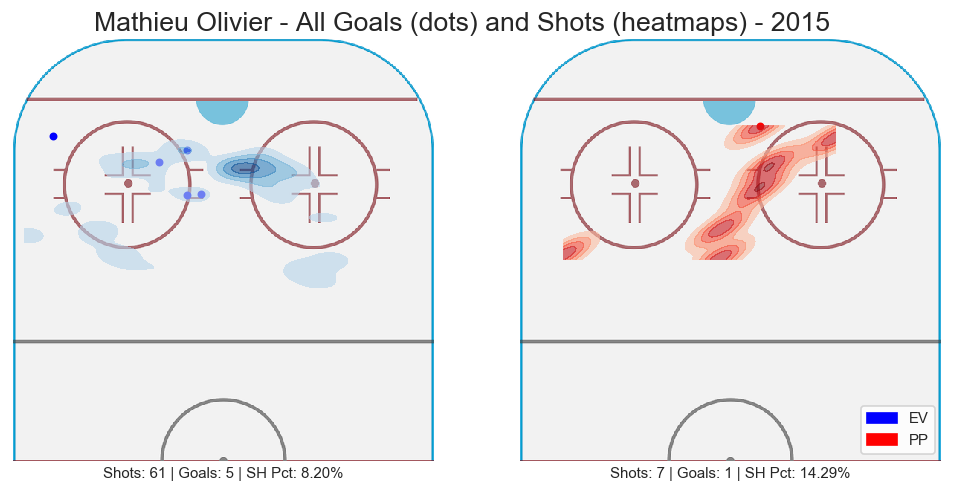 Mathieu Olivier - All Goals (dots) and Shots (heatmaps) - 2015
EV
PP
Shots: 61 | Goals: 5 | SH Pct: 8.20%
Shots: 7 | Goals: 1 | SH Pct: 14.29%